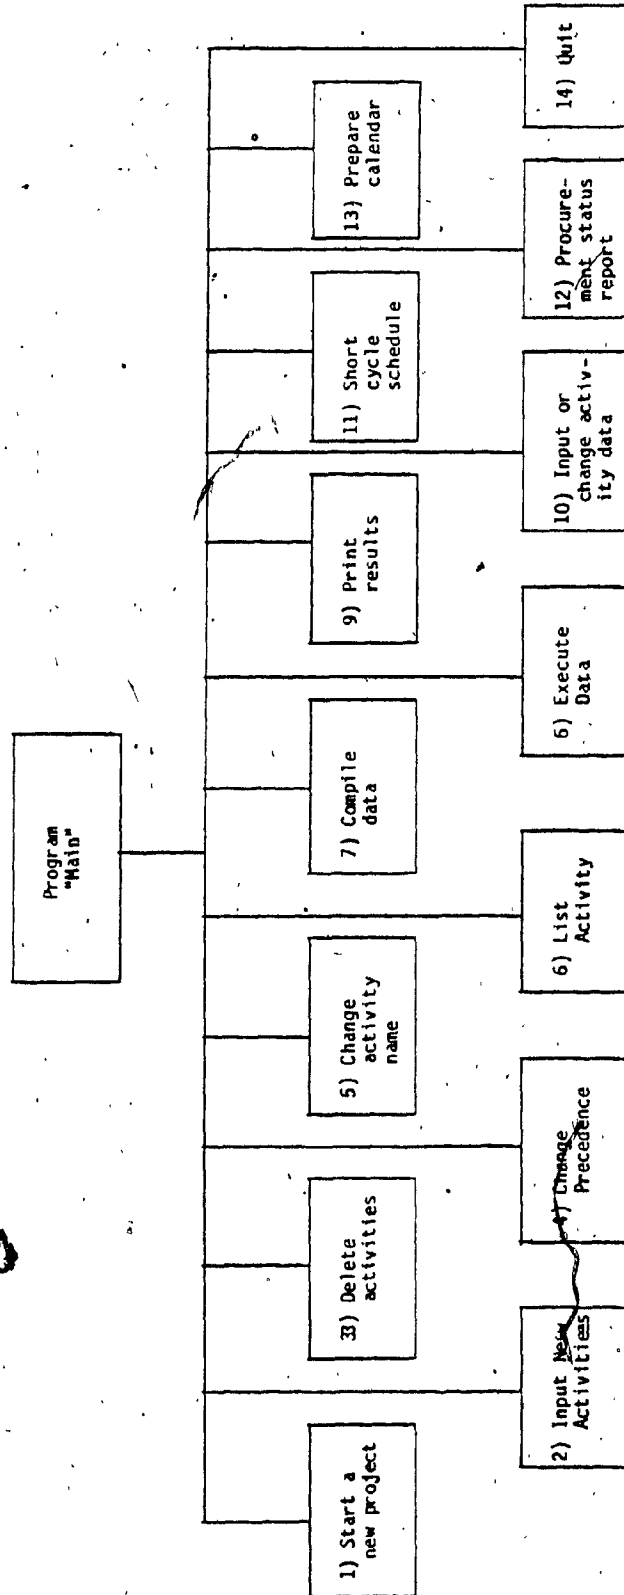 Program
"Main"
1) Start a
new project
33) Delete
activities
5) Change
activity
name
7) Compile
data
9) Print
results
11) Short
cycle
schedule
13) Prepare
calendar
2) Input New
Activities
4) Change
Precedence
6) List
Activity
6) Execute
Data
10) Input or
change activ-
ity data
12) Procure-
ment status
report
14) Quit